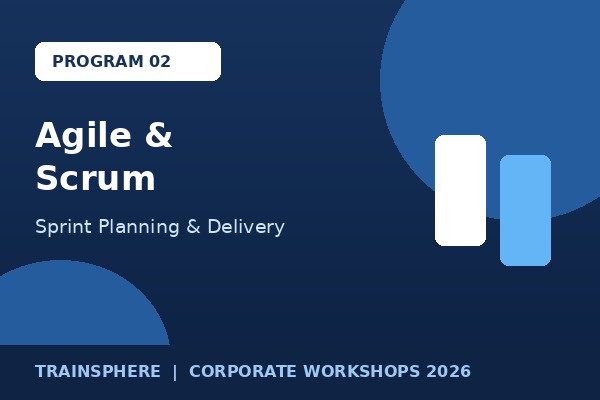 PROGRAM 02
Agile &
Scrum
Sprint Planning & Delivery
TRAINSPHERE | CORPORATE WORKSHOPS 2026